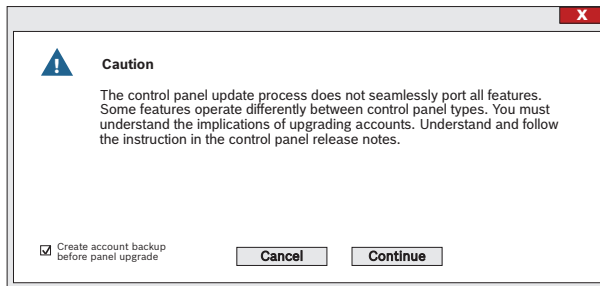 X
Caution
The control panel update process does not seamlessly port all features.
Some features operate differently between control panel types. You must
understand the implications of upgrading accounts. Understand and follow
the instruction in the control panel release notes.
Create account backup
before panel upgrade
Cancel
Continue